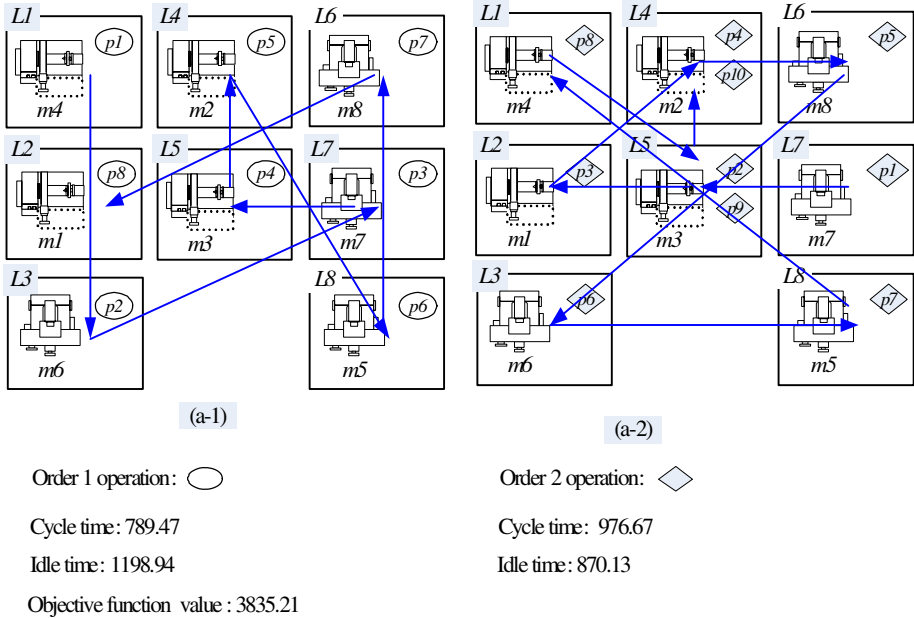 L1 L4 L6
p1 p5 p7
m4 m2 m8
L2 L5 L7
p8 p4 p3
m1 m3 m7
L3 L8
p2 p6
m6 m5
(a-1)
Order 1 operation:
Cycle time: 789.47
Idle time: 1198.94
Objective function value: 3835.21
L1 L4 L6
p8 p4 p5
p10
m4 m2 m8
L2 L5 L7
p3 p2 p1
p9
m1 m3 m7
L3 L8
p6 p7
m6 m5
(a-2)
Order 2 operation:
Cycle time: 976.67
Idle time: 870.13